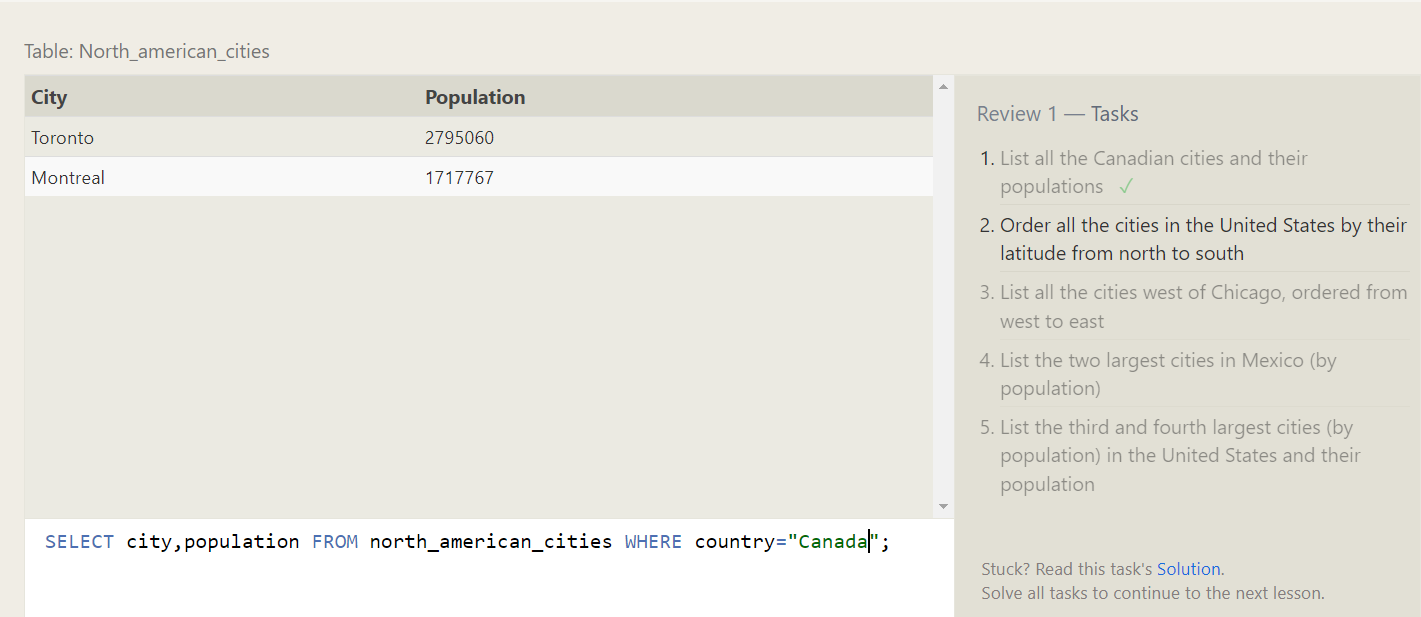 Table: North_american_cities
City Population
Toronto 2795060
Montreal 1717767
SELECT city,population FROM north_american_cities WHERE country="Canada";
Review 1 — Tasks
1. List all the Canadian cities and their
populations ✓
2. Order all the cities in the United States by their
latitude from north to south
3. List all the cities west of Chicago, ordered from
west to east
4. List the two largest cities in Mexico (by
population)
5. List the third and fourth largest cities (by
population) in the United States and their
population
Stuck? Read this task's Solution.
Solve all tasks to continue to the next lesson.